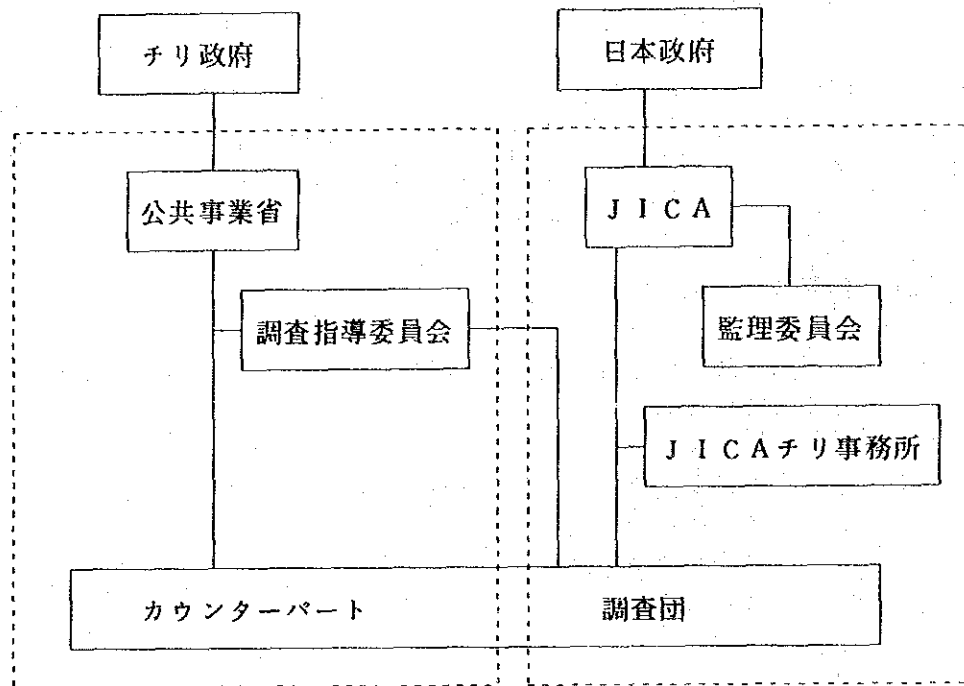 チリ政府
日本政府
公共事業省
JICA
調査指導委員会
監理委員会
JICAチリ事務所
カウンターパート
調査団